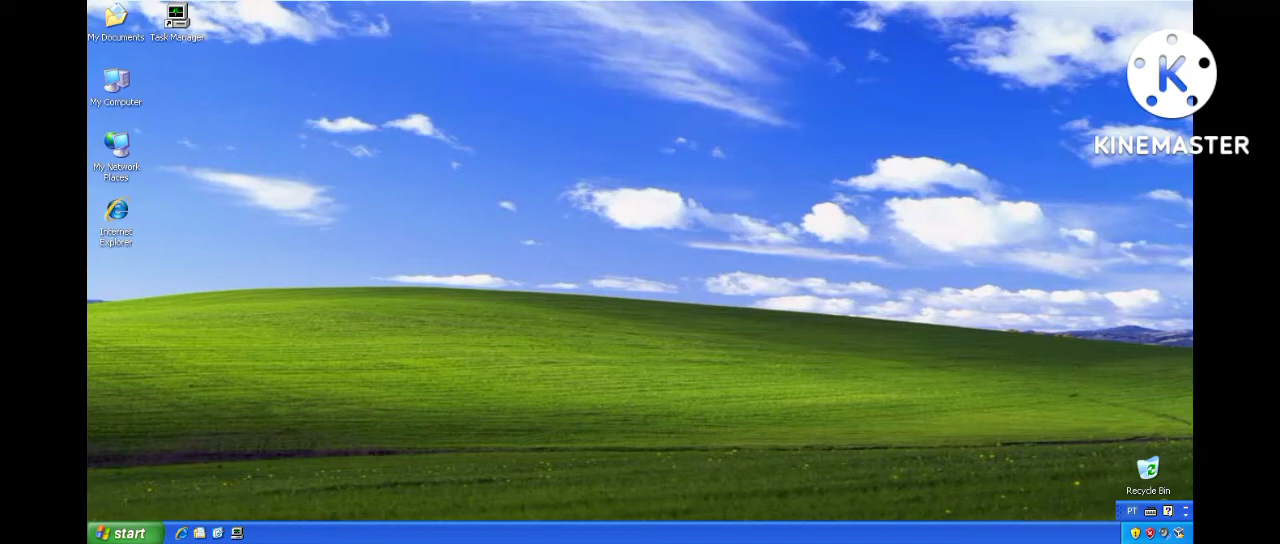 My Documents
Task Manager
My Computer
My Network
Places
Internet
Explorer
K
KINEMASTER
Recycle Bin
PT
start